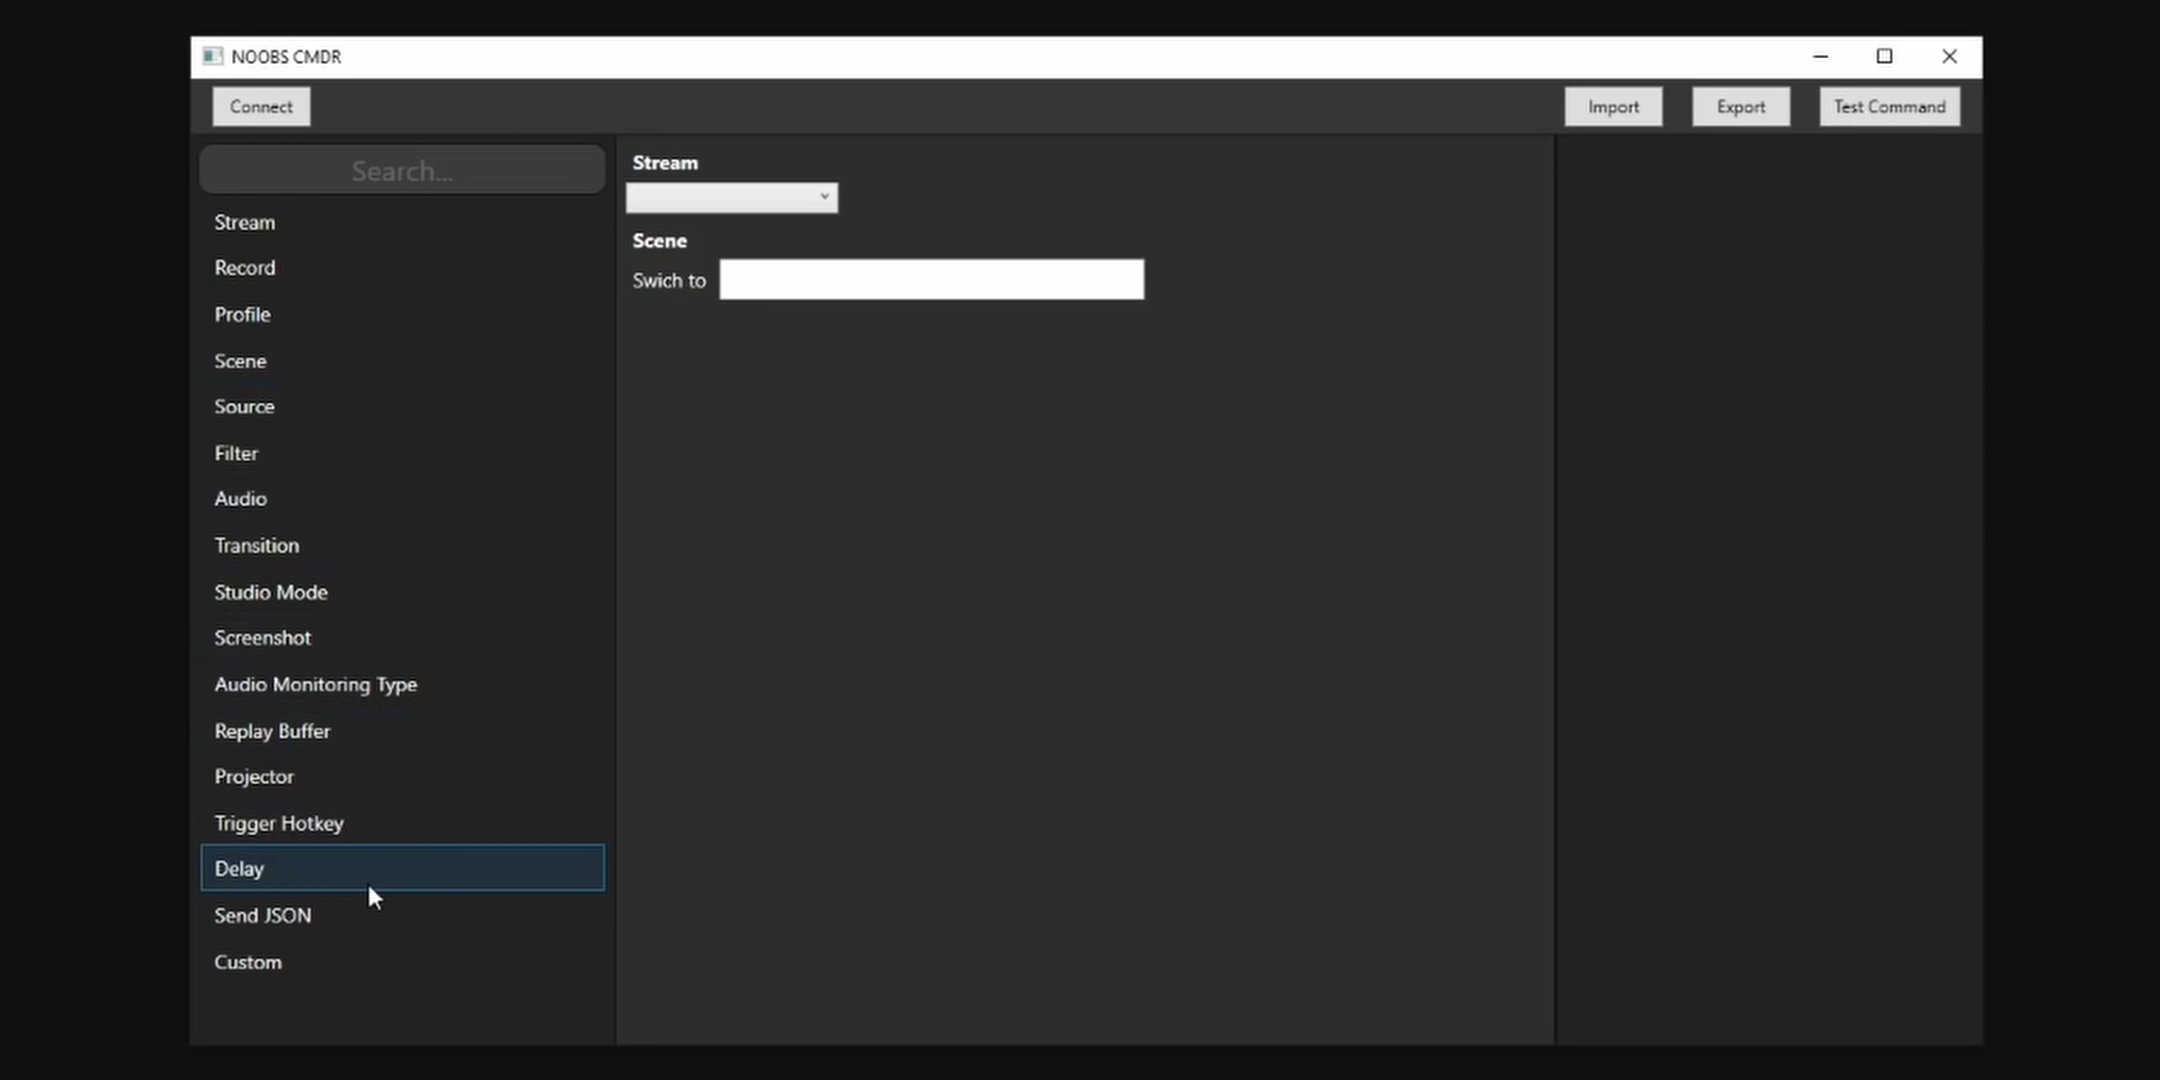 NOOBS CMDR
Connect
Import
Export
Test Command
Search...
Stream
Record
Profile
Scene
Source
Filter
Audio
Transition
Studio Mode
Screenshot
Audio Monitoring Type
Replay Buffer
Projector
Trigger Hotkey
Delay
Send JSON
Custom
Stream
Scene
Swich to